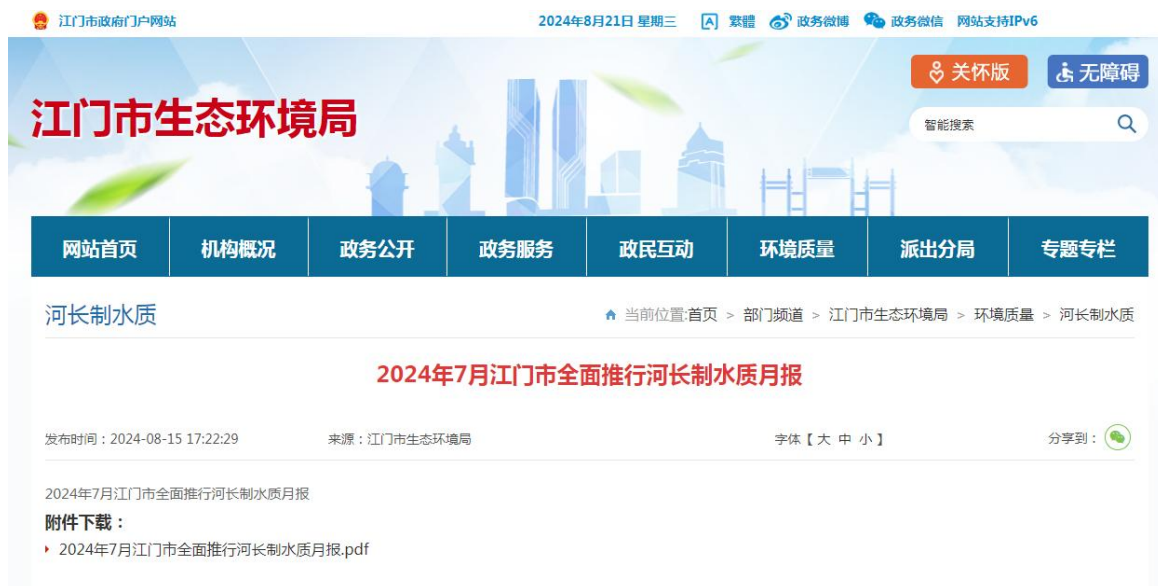 江门市政府门户网站 2024年8月21日 星期三 A 繁體 政务微博 政务微信 网站支持IPv6
关怀版 无障碍
江门市生态环境局
智能搜索
网站首页 机构概况 政务公开 政务服务 政民互动 环境质量 派出分局 专题专栏
河长制水质 当前位置:首页 > 部门频道 > 江门市生态环境局 > 环境质量 > 河长制水质
2024年7月江门市全面推行河长制水质月报
发布时间：2024-08-15 17:22:29 来源：江门市生态环境局 字体【 大 中 小 】 分享到：
2024年7月江门市全面推行河长制水质月报
附件下载：
2024年7月江门市全面推行河长制水质月报.pdf